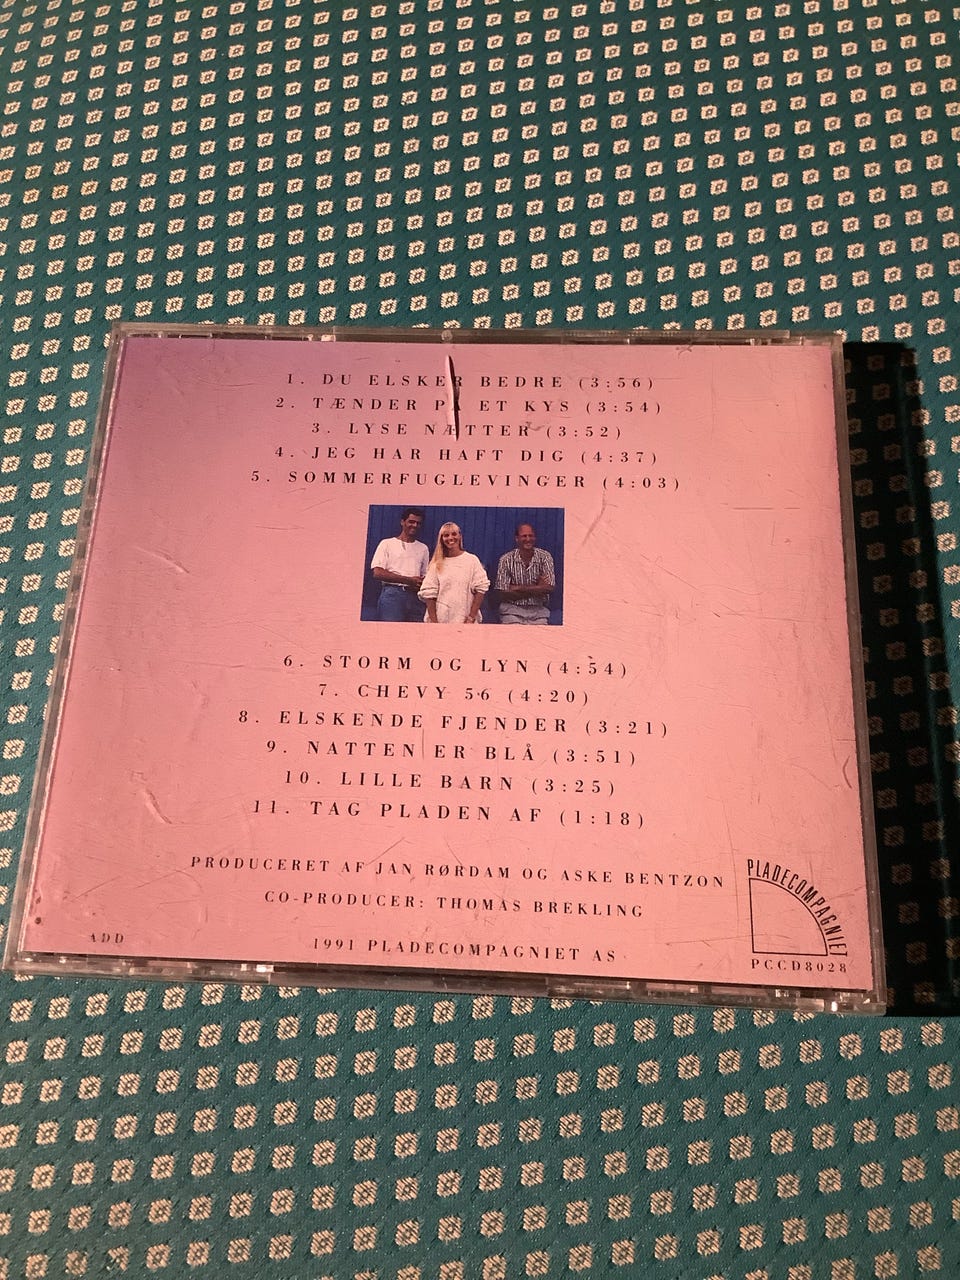 1. DU ELSKER BEDRE (3:56)
2. TÆNDER PÅ ET KYS (3:54)
3. LYSE NÆTTER (3:52)
4. JEG HAR HAFT DIG (4:37)
5. SOMMERFUGLEVINGER (4:03)
6. STORM OG LYN (4:54)
7. CHEVY 56 (4:20)
8. ELSKENDE FJENDER (3:21)
9. NATTEN ER BLÅ (3:51)
10. LILLE BARN (3:25)
11. TAG PLADEN AF (1:18)
PRODUCERET AF JAN RØRDAM OG ASKE BENTZON
CO-PRODUCER: THOMAS BREKLING
ADD
1991 PLADECOMPAGNIET AS
PLADECOMPAGNIET
PCCD8028